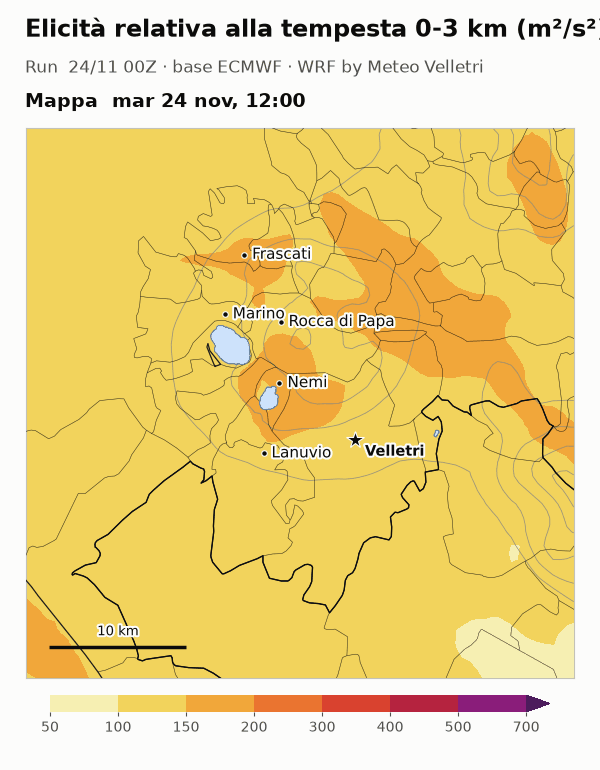 Elicità relativa alla tempesta 0-3 km (m²/s²)
Run 24/11 00Z · base ECMWF · WRF by Meteo Velletri
Mappa mar 24 nov, 12:00
Frascati
Marino
Rocca di Papa
Nemi
Velletri
Lanuvio
10 km
50 100 150 200 300 400 500 700